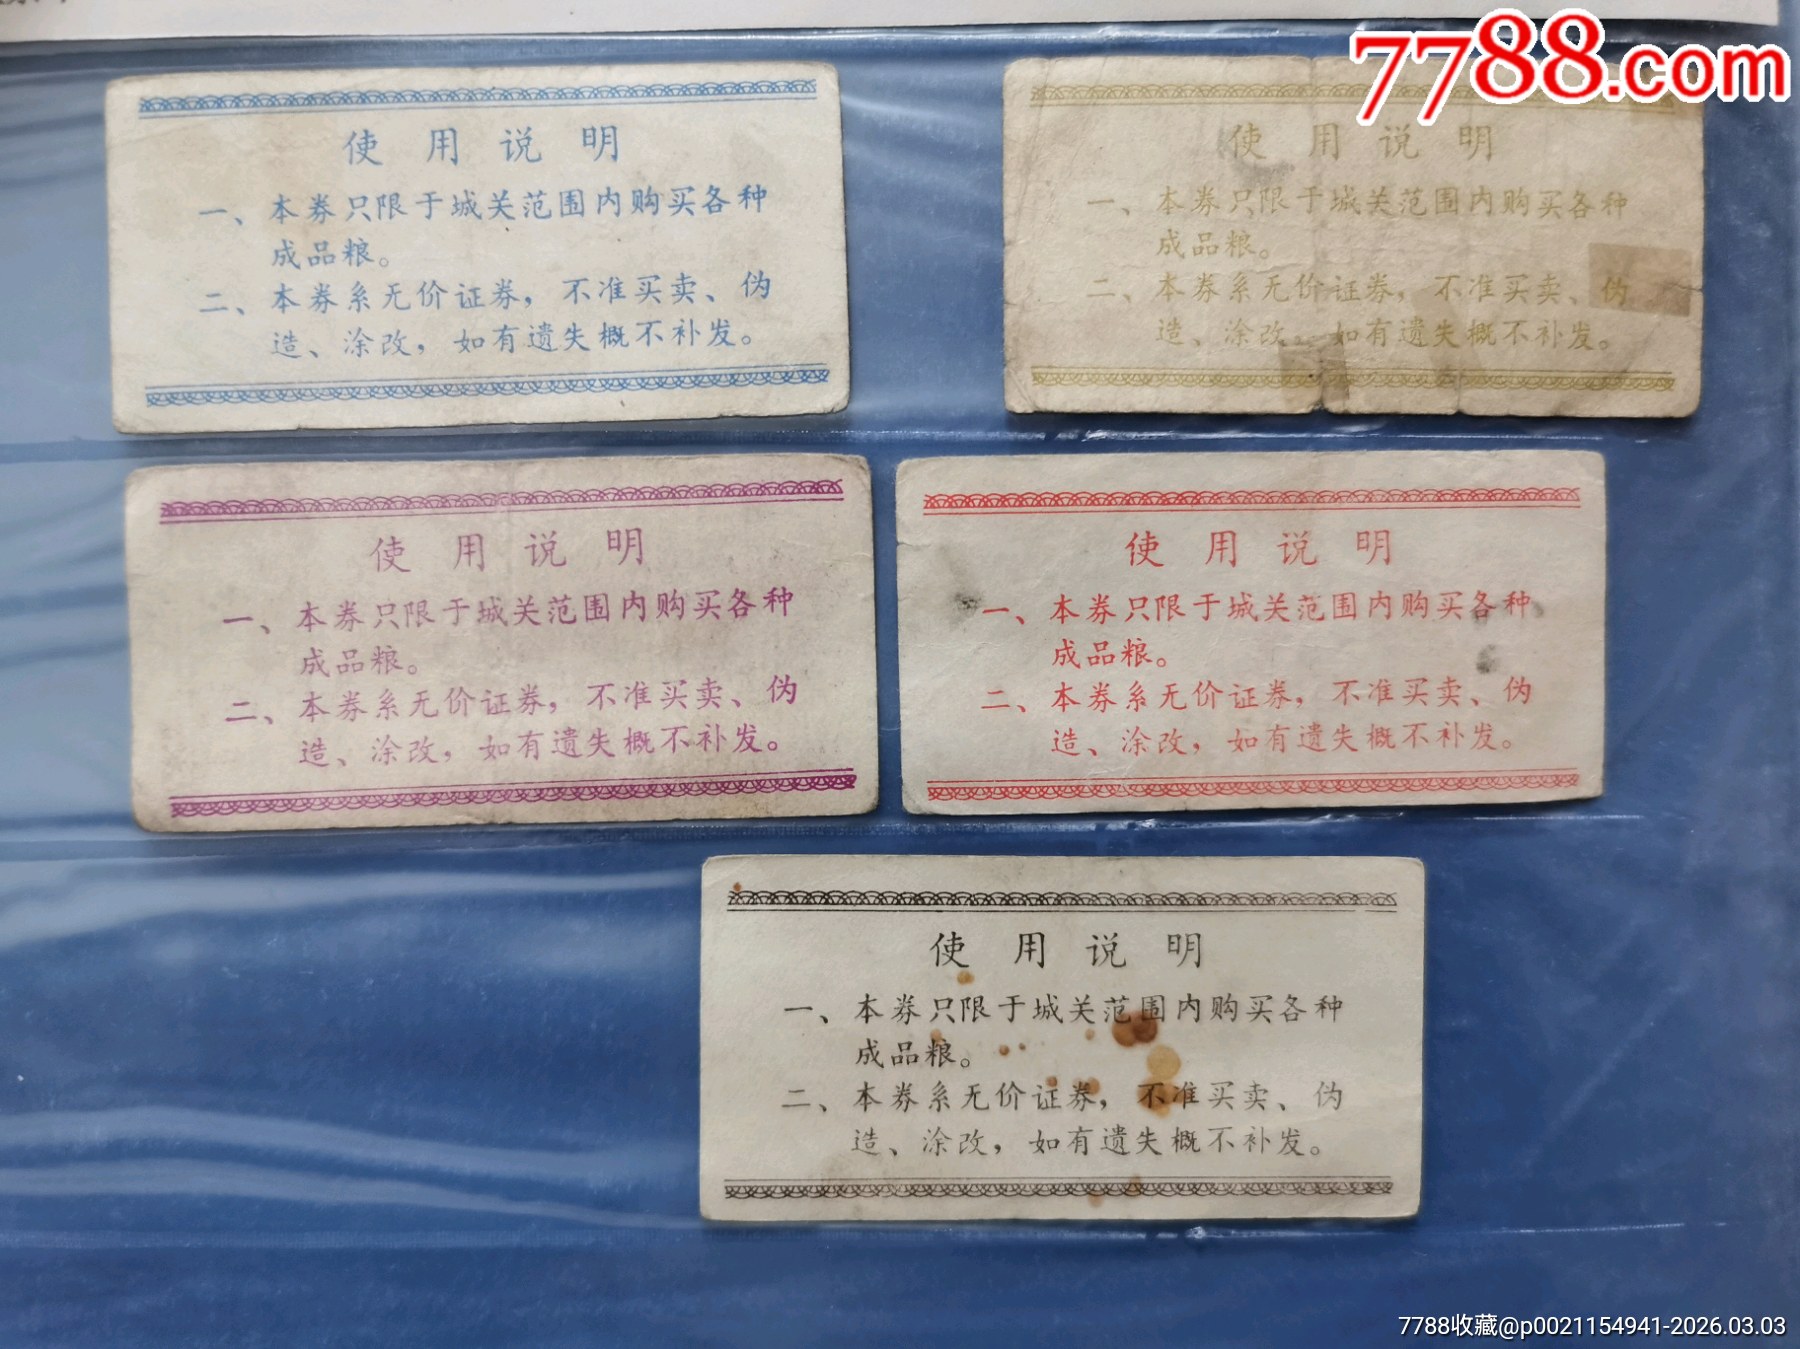 7788.com
使用说明
一、本券只限于城关范围内购买各种
成品粮。
二、本券系无价证券，不准买卖、伪
造、涂改，如有遗失概不补发。
使用说明
一、本券只限于城关范围内购买各种
成品粮。
二、本券系无价证券，不准买卖、伪
造、涂改。如有遗失概不补发。
使用说明
一、本券只限于城关范围内购买各种
成品粮。
二、本券系无价证券，不准买卖、伪
造、涂改，如有遗失概不补发。
使用说明
一、本券只限于城关范围内购买各种
成品粮。
二、本券系无价证券，不准买卖、伪
造、涂改，如有遗失概不补发。
使用说明
一、本券只限于城关范围内购买各种
成品粮。
二、本券系无价证券，不准买卖、伪
造、涂改，如有遗失概不补发。
7788收藏@p0021154941-2026.03.03